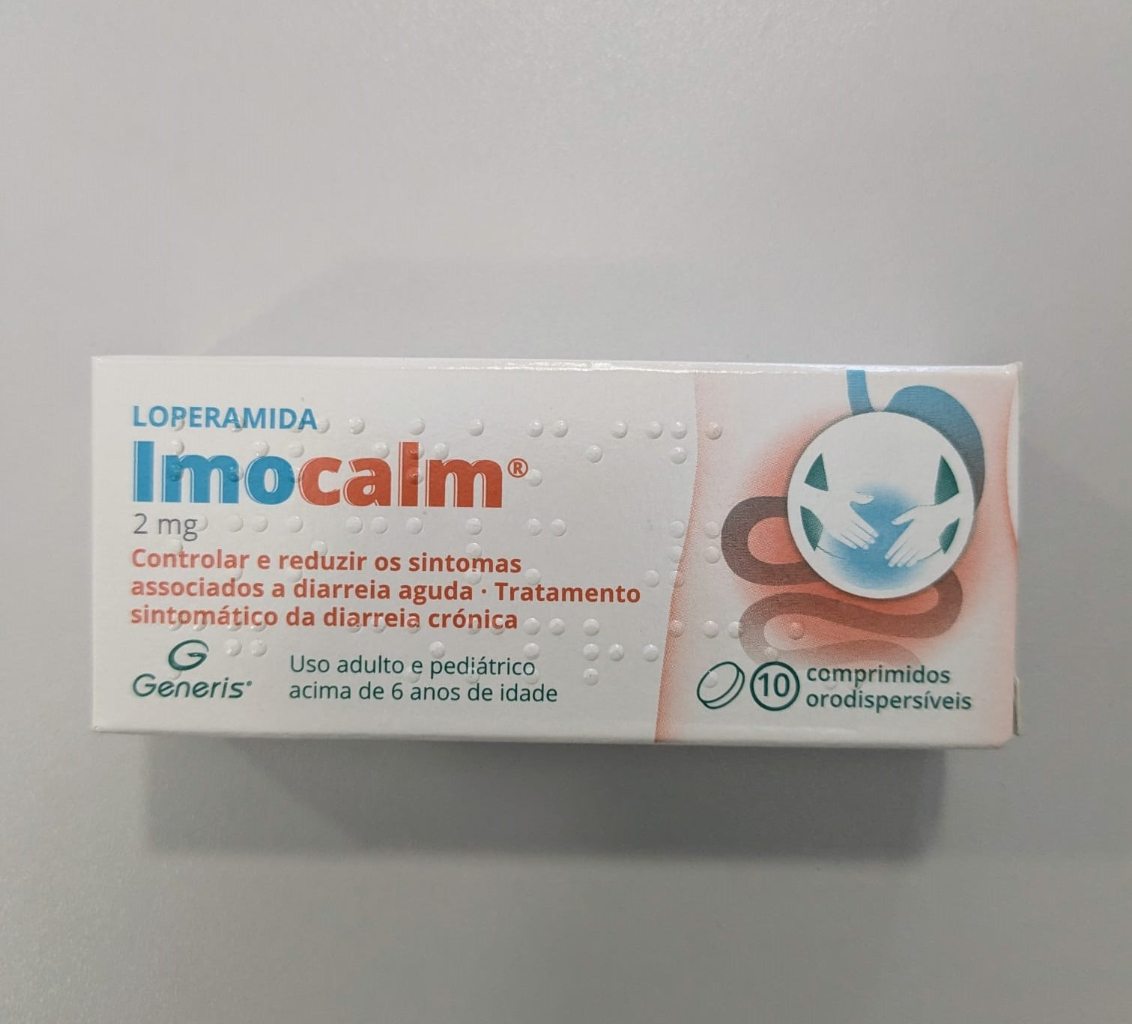 LOPERAMIDA
Imocalm®
2 mg
Controlar e reduzir os sintomas
associados a diarreia aguda · Tratamento
sintomático da diarreia crónica
Generis
Uso adulto e pediátrico
acima de 6 anos de idade
10
comprimidos
orodispersíveis